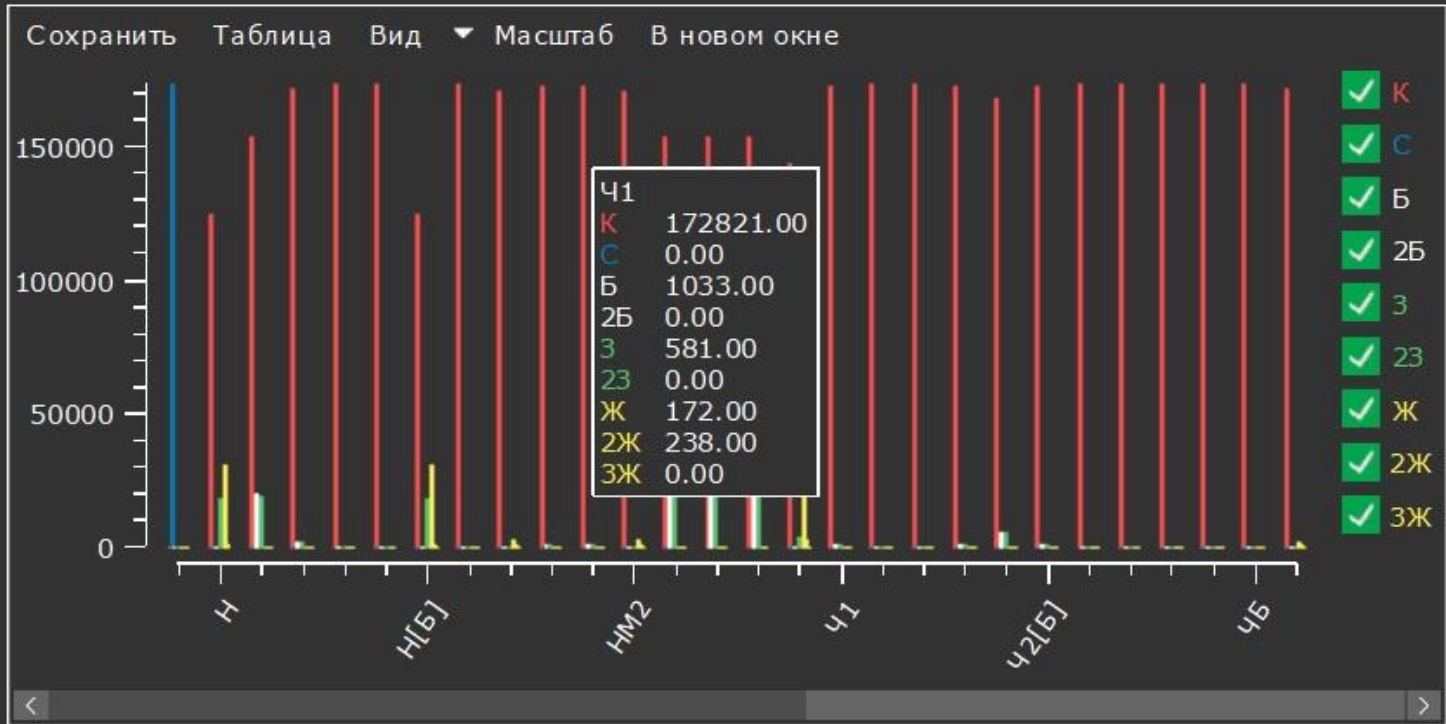 Сохранить Таблица Вид Масштаб В новом окне
150000
100000
50000
0
Ч1
К 172821.00
С 0.00
Б 1033.00
2Б 0.00
З 581.00
2З 0.00
Ж 172.00
2Ж 238.00
3Ж 0.00
Н
Н[Б]
НМ2
Ч1
Ч2[Б]
ЧБ
К
С
Б
2Б
З
2З
Ж
2Ж
3Ж